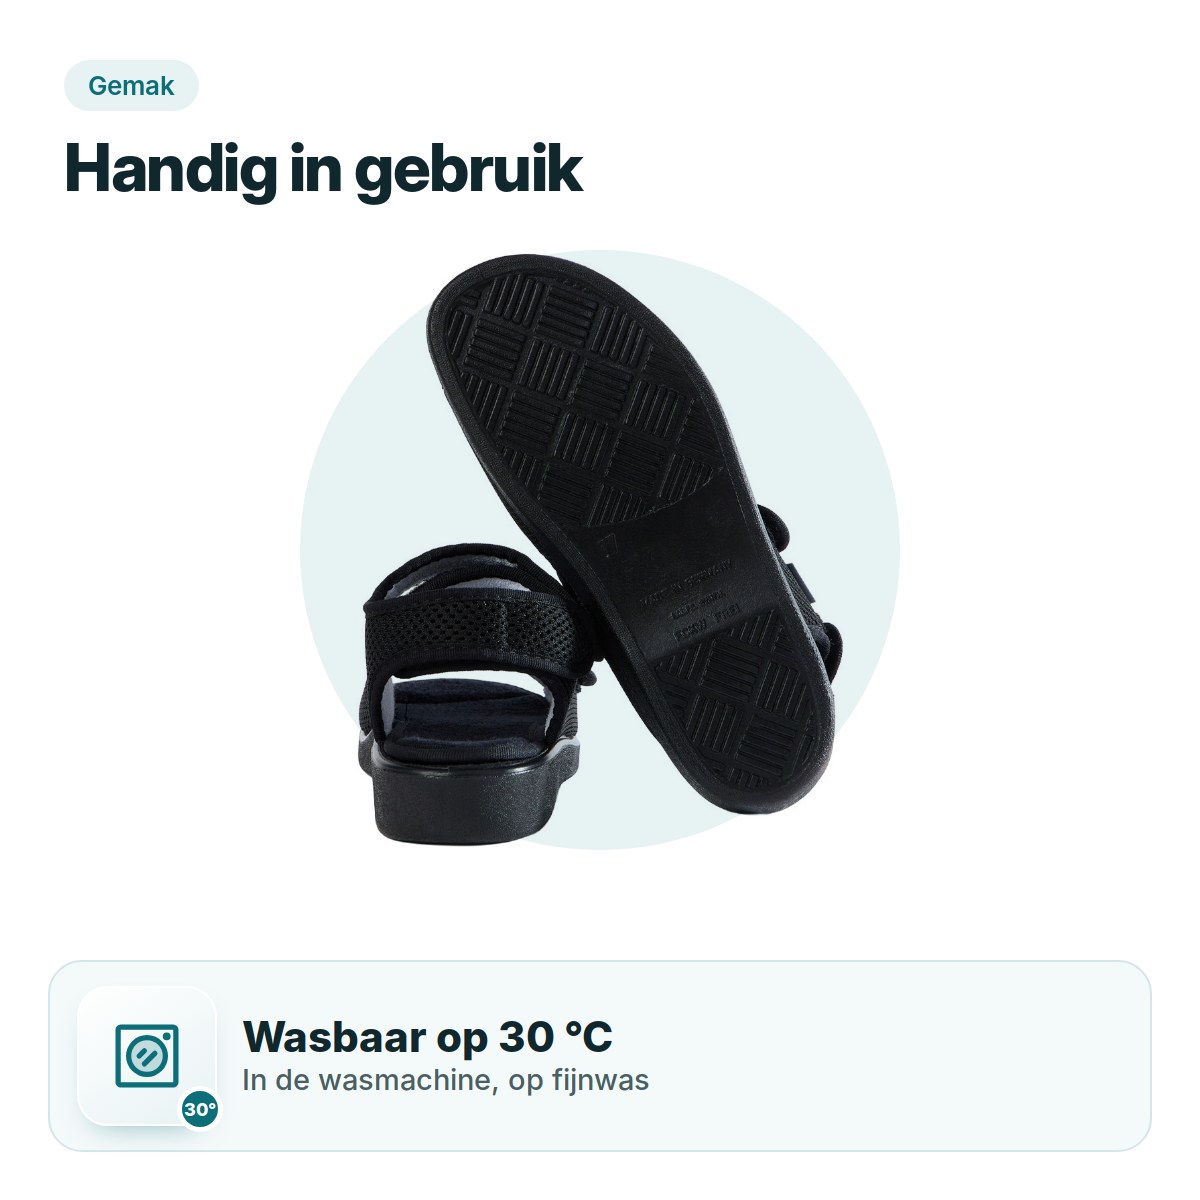 Gemak
Handig in gebruik
Wasbaar op 30 °C
In de wasmachine, op fijnwas
30°